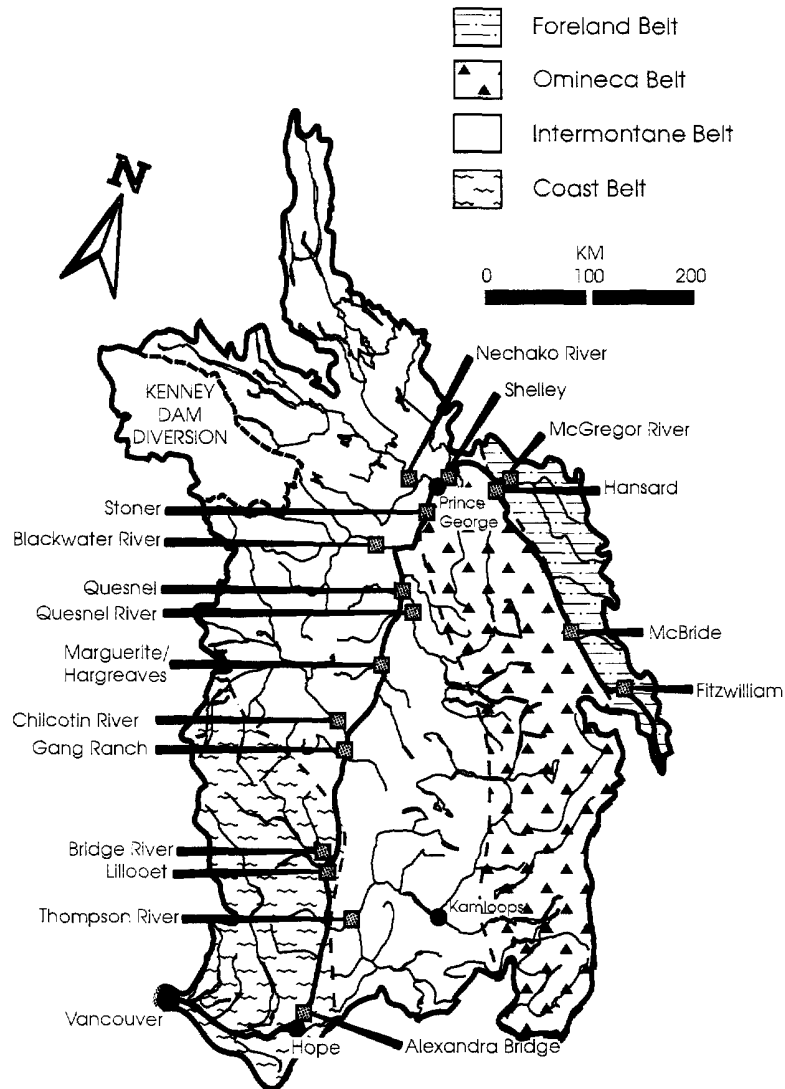 Foreland Belt
Omineca Belt
Intermontane Belt
Coast Belt
N
KM
0 100 200
Nechako River
Shelley
McGregor River
KENNEY
DAM
DIVERSION
Hansard
Prince
George
Stoner
Blackwater River
Quesnel
Quesnel River
McBride
Marguerite/
Hargreaves
Fitzwilliam
Chilcotin River
Gang Ranch
Bridge River
Lillooet
Kamloops
Thompson River
Vancouver
Hope
Alexandra Bridge